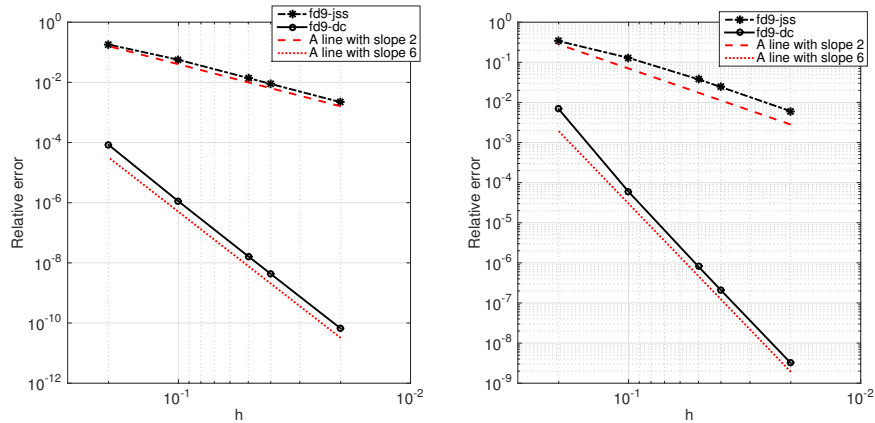 fd9-jss
fd9-dc
A line with slope 2
A line with slope 6
10^0
10^-2
10^-4
10^-6
10^-8
10^-10
10^-12
Relative error
10^-1
10^-2
h
fd9-jss
fd9-dc
A line with slope 2
A line with slope 6
10^0
10^-1
10^-2
10^-3
10^-4
10^-5
10^-6
10^-7
10^-8
10^-9
Relative error
10^-1
10^-2
h